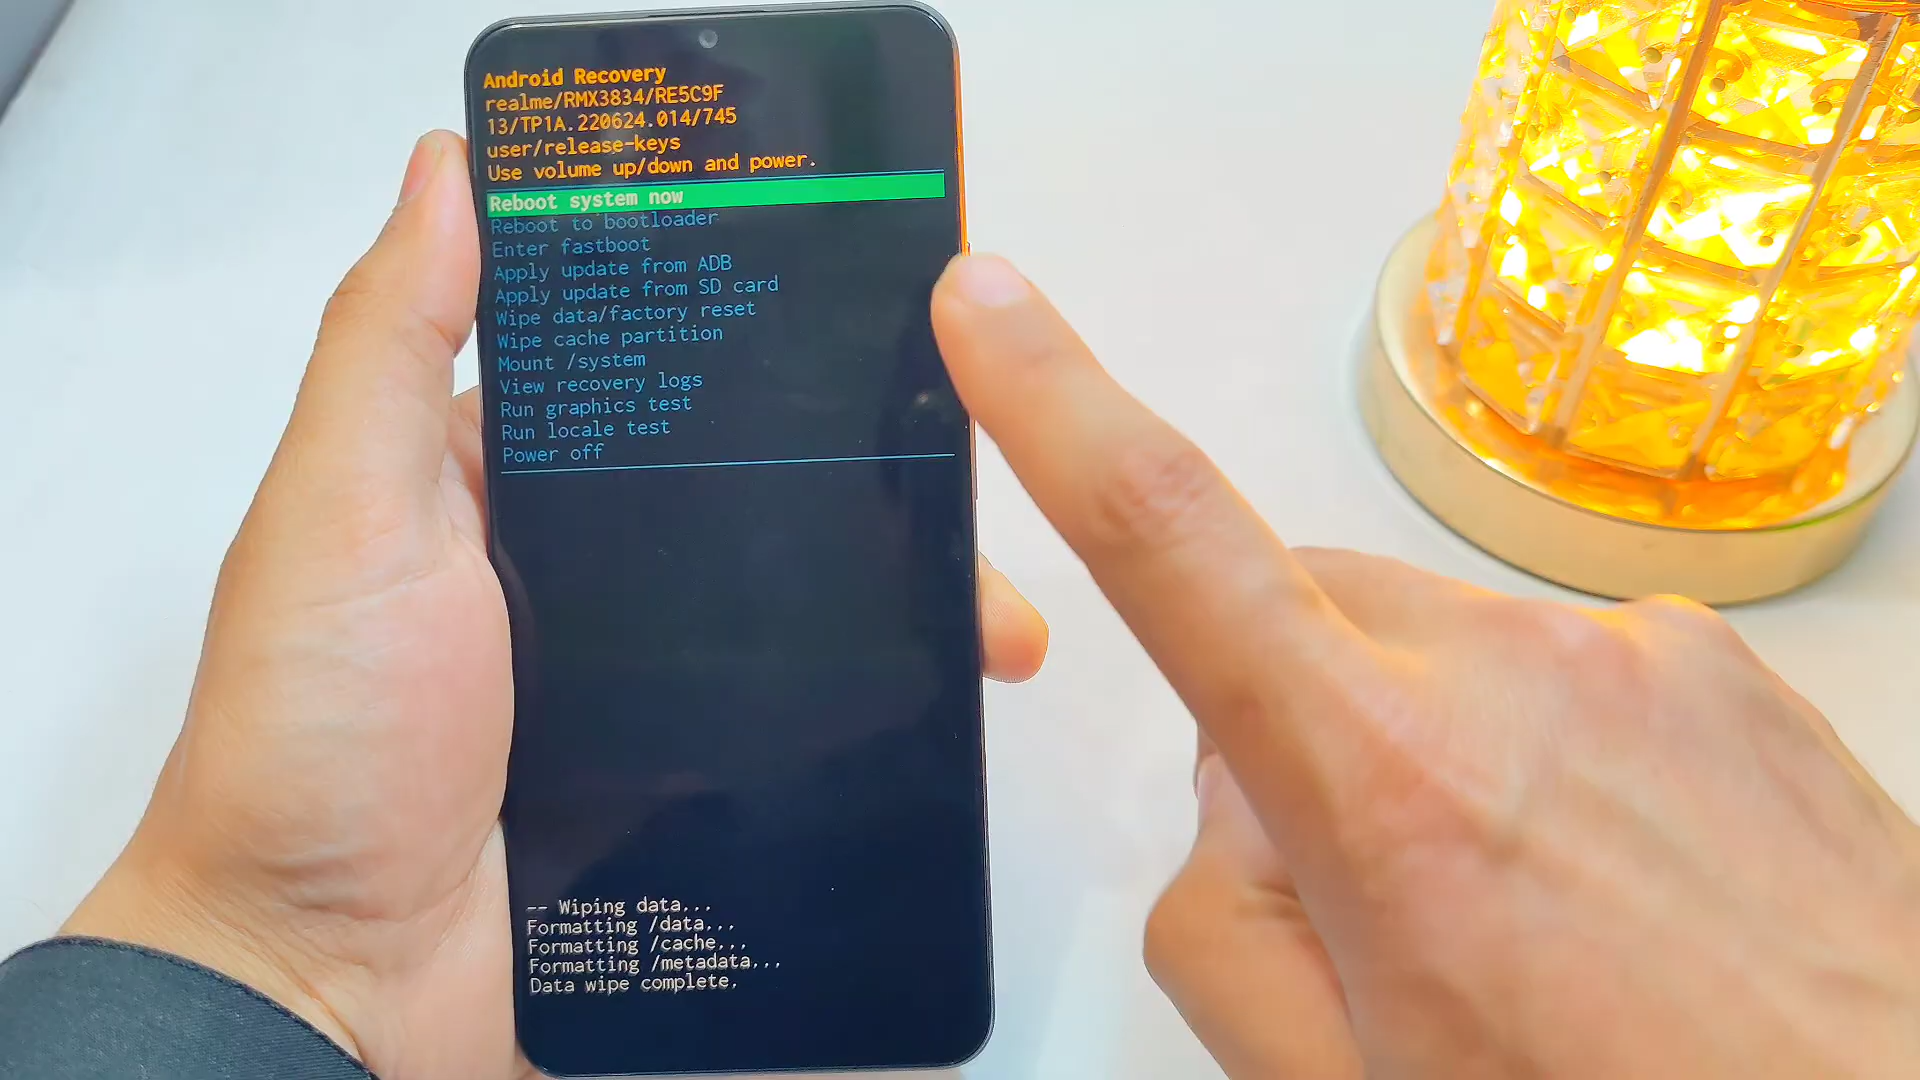 Android Recovery
realme/RMX3834/RE5C9F
13/TP1A.220624.014/745
user/release-keys
Use volume up/down and power.
Reboot system now
Reboot to bootloader
Enter fastboot
Apply update from ADB
Apply update from SD card
Wipe data/factory reset
Wipe cache partition
Mount /system
View recovery logs
Run graphics test
Run locale test
Power off
-- Wiping data...
Formatting /data...
Formatting /cache...
Formatting /metadata...
Data wipe complete.